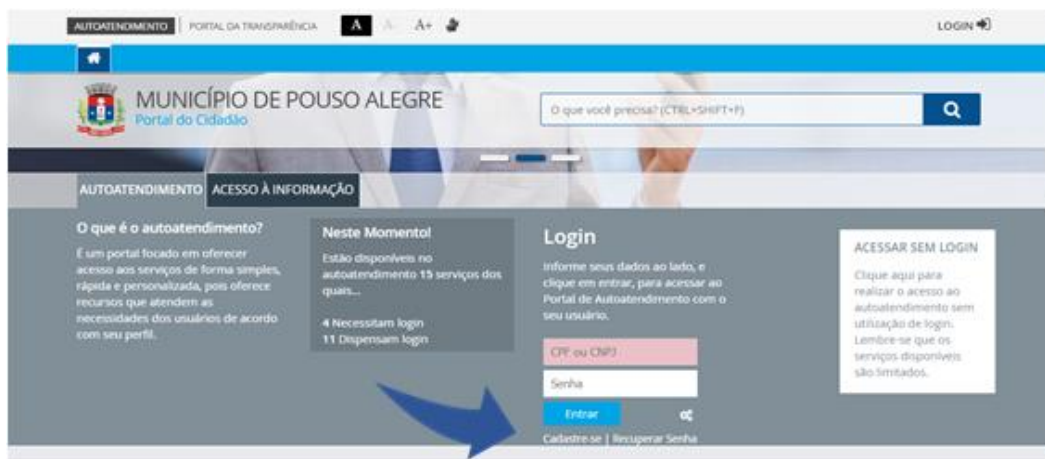 AUTOATENDIMENTO | PORTAL DA TRANSPARÊNCIA A A- A+
LOGIN
MUNICÍPIO DE POUSO ALEGRE
Portal do Cidadão
O que você precisa? (CTRL+SHIFT+F)
AUTOATENDIMENTO ACESSO À INFORMAÇÃO
O que é o autoatendimento?
É um portal focado em oferecer
acesso aos serviços de forma simples,
rápida e personalizada, pois oferece
recursos que atendem as
necessidades dos usuários de acordo
com seu perfil.
Neste Momento!
Estão disponíveis no
autoatendimento 15 serviços dos
quais...
4 Necessitam login
11 Dispensam login
Login
Informe seus dados ao lado, e
clique em entrar, para acessar ao
Portal de Autoatendimento com o
seu usuário.
CPF ou CNPJ
Senha
Entrar
Cadastre-se | Recuperar Senha
ACESSAR SEM LOGIN
Clique aqui para
realizar o acesso ao
autoatendimento sem
utilização de login.
Lembre-se que os
serviços disponíveis
são limitados.